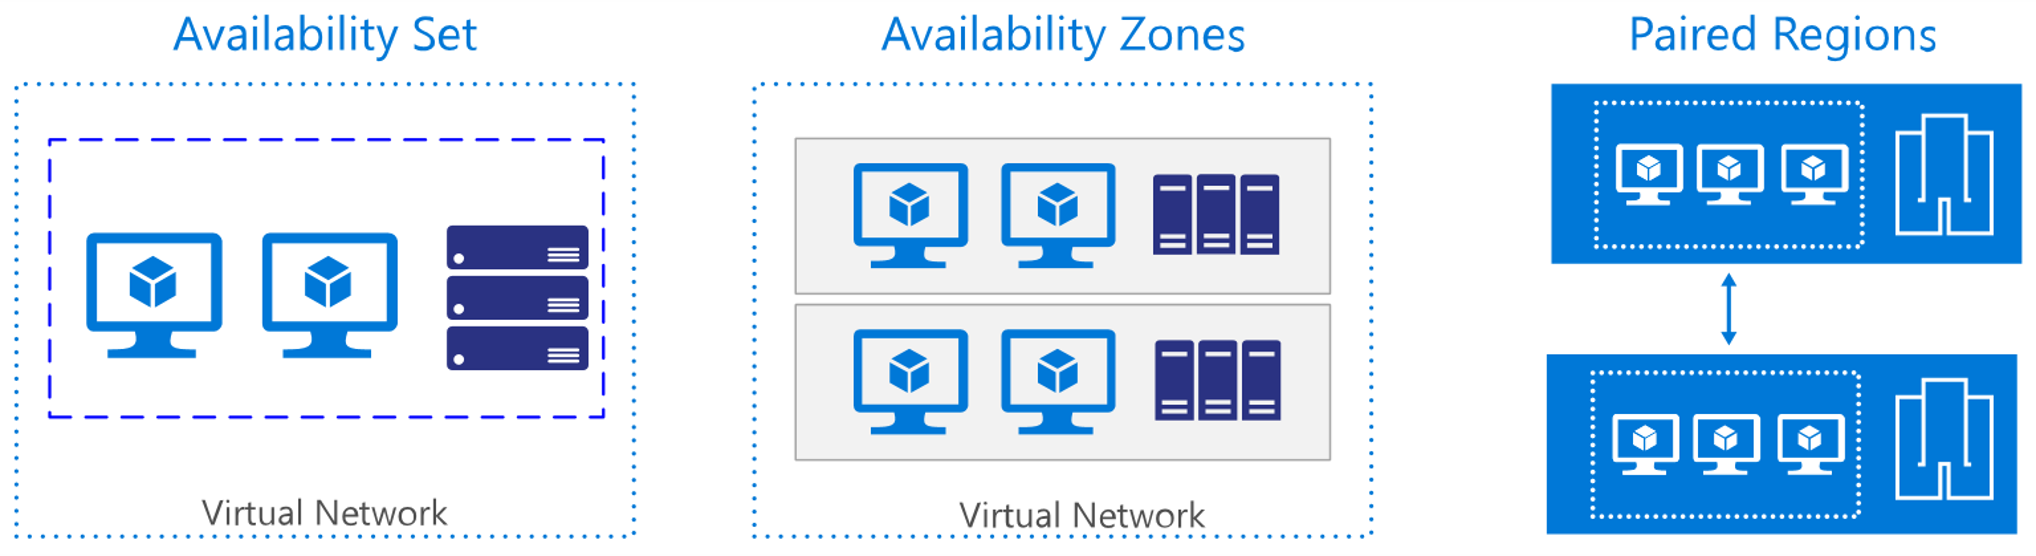 Availability Set
Availability Zones
Paired Regions
Virtual Network
Virtual Network